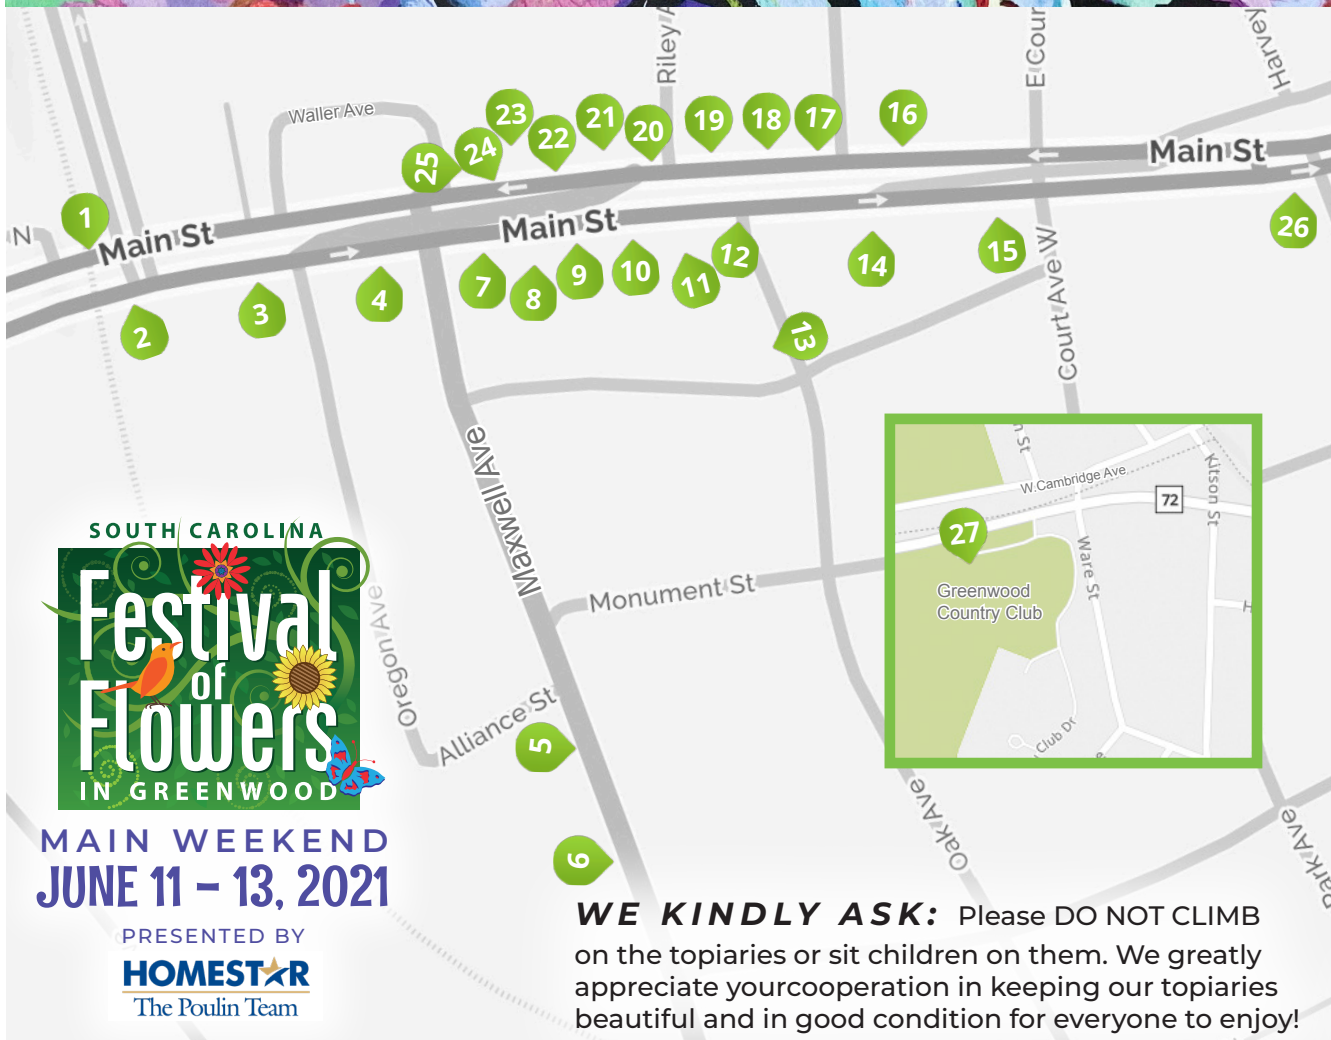 Riley A
E Cour
Harvey
Waller Ave
23
21
22
20
19
18
17
16
24
25
Main St
1
N
Main St
Main St
26
2
3
4
7
8
9
10
11
12
13
14
15
Court Ave W
Maxwell Ave
n St
W.Cambridge Ave
72
Kitson St
27
Ware St
Greenwood
Country Club
H
Club Dr
e
Monument St
Oregon Ave
Alliance St
5
6
Oak Ave
Park Ave
SOUTH CAROLINA
Festival
of
Flowers
IN GREENWOOD
MAIN WEEKEND
JUNE 11 – 13, 2021
PRESENTED BY
HOMESTAR
The Poulin Team
WE KINDLY ASK: Please DO NOT CLIMB
on the topiaries or sit children on them. We greatly
appreciate yourcooperation in keeping our topiaries
beautiful and in good condition for everyone to enjoy!